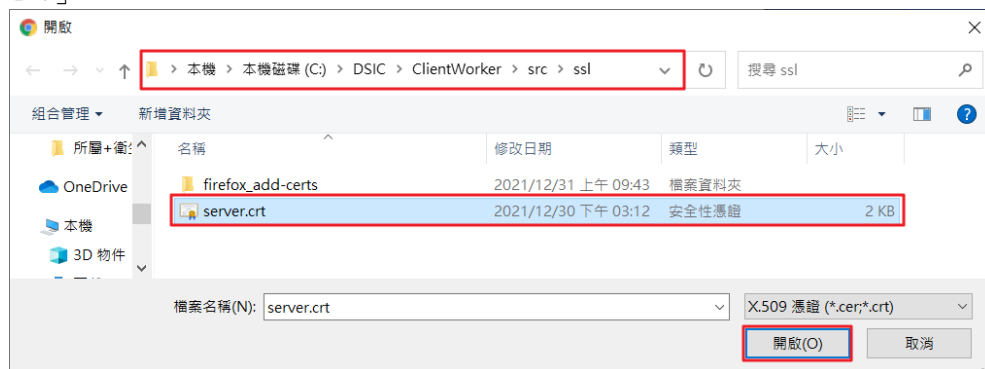 開啟
本機 > 本機磁碟 (C:) > DSIC > ClientWorker > src > ssl
搜尋 ssl
組合管理
新增資料夾
名稱 修改日期 類型 大小
所屬+衛生
OneDrive
本機
3D 物件
firefox_add-certs 2021/12/31 上午 09:43 檔案資料夾
server.crt 2021/12/30 下午 03:12 安全性憑證 2 KB
檔案名稱(N): server.crt
X.509 憑證 (*.cer;*.crt)
開啟(O) 取消